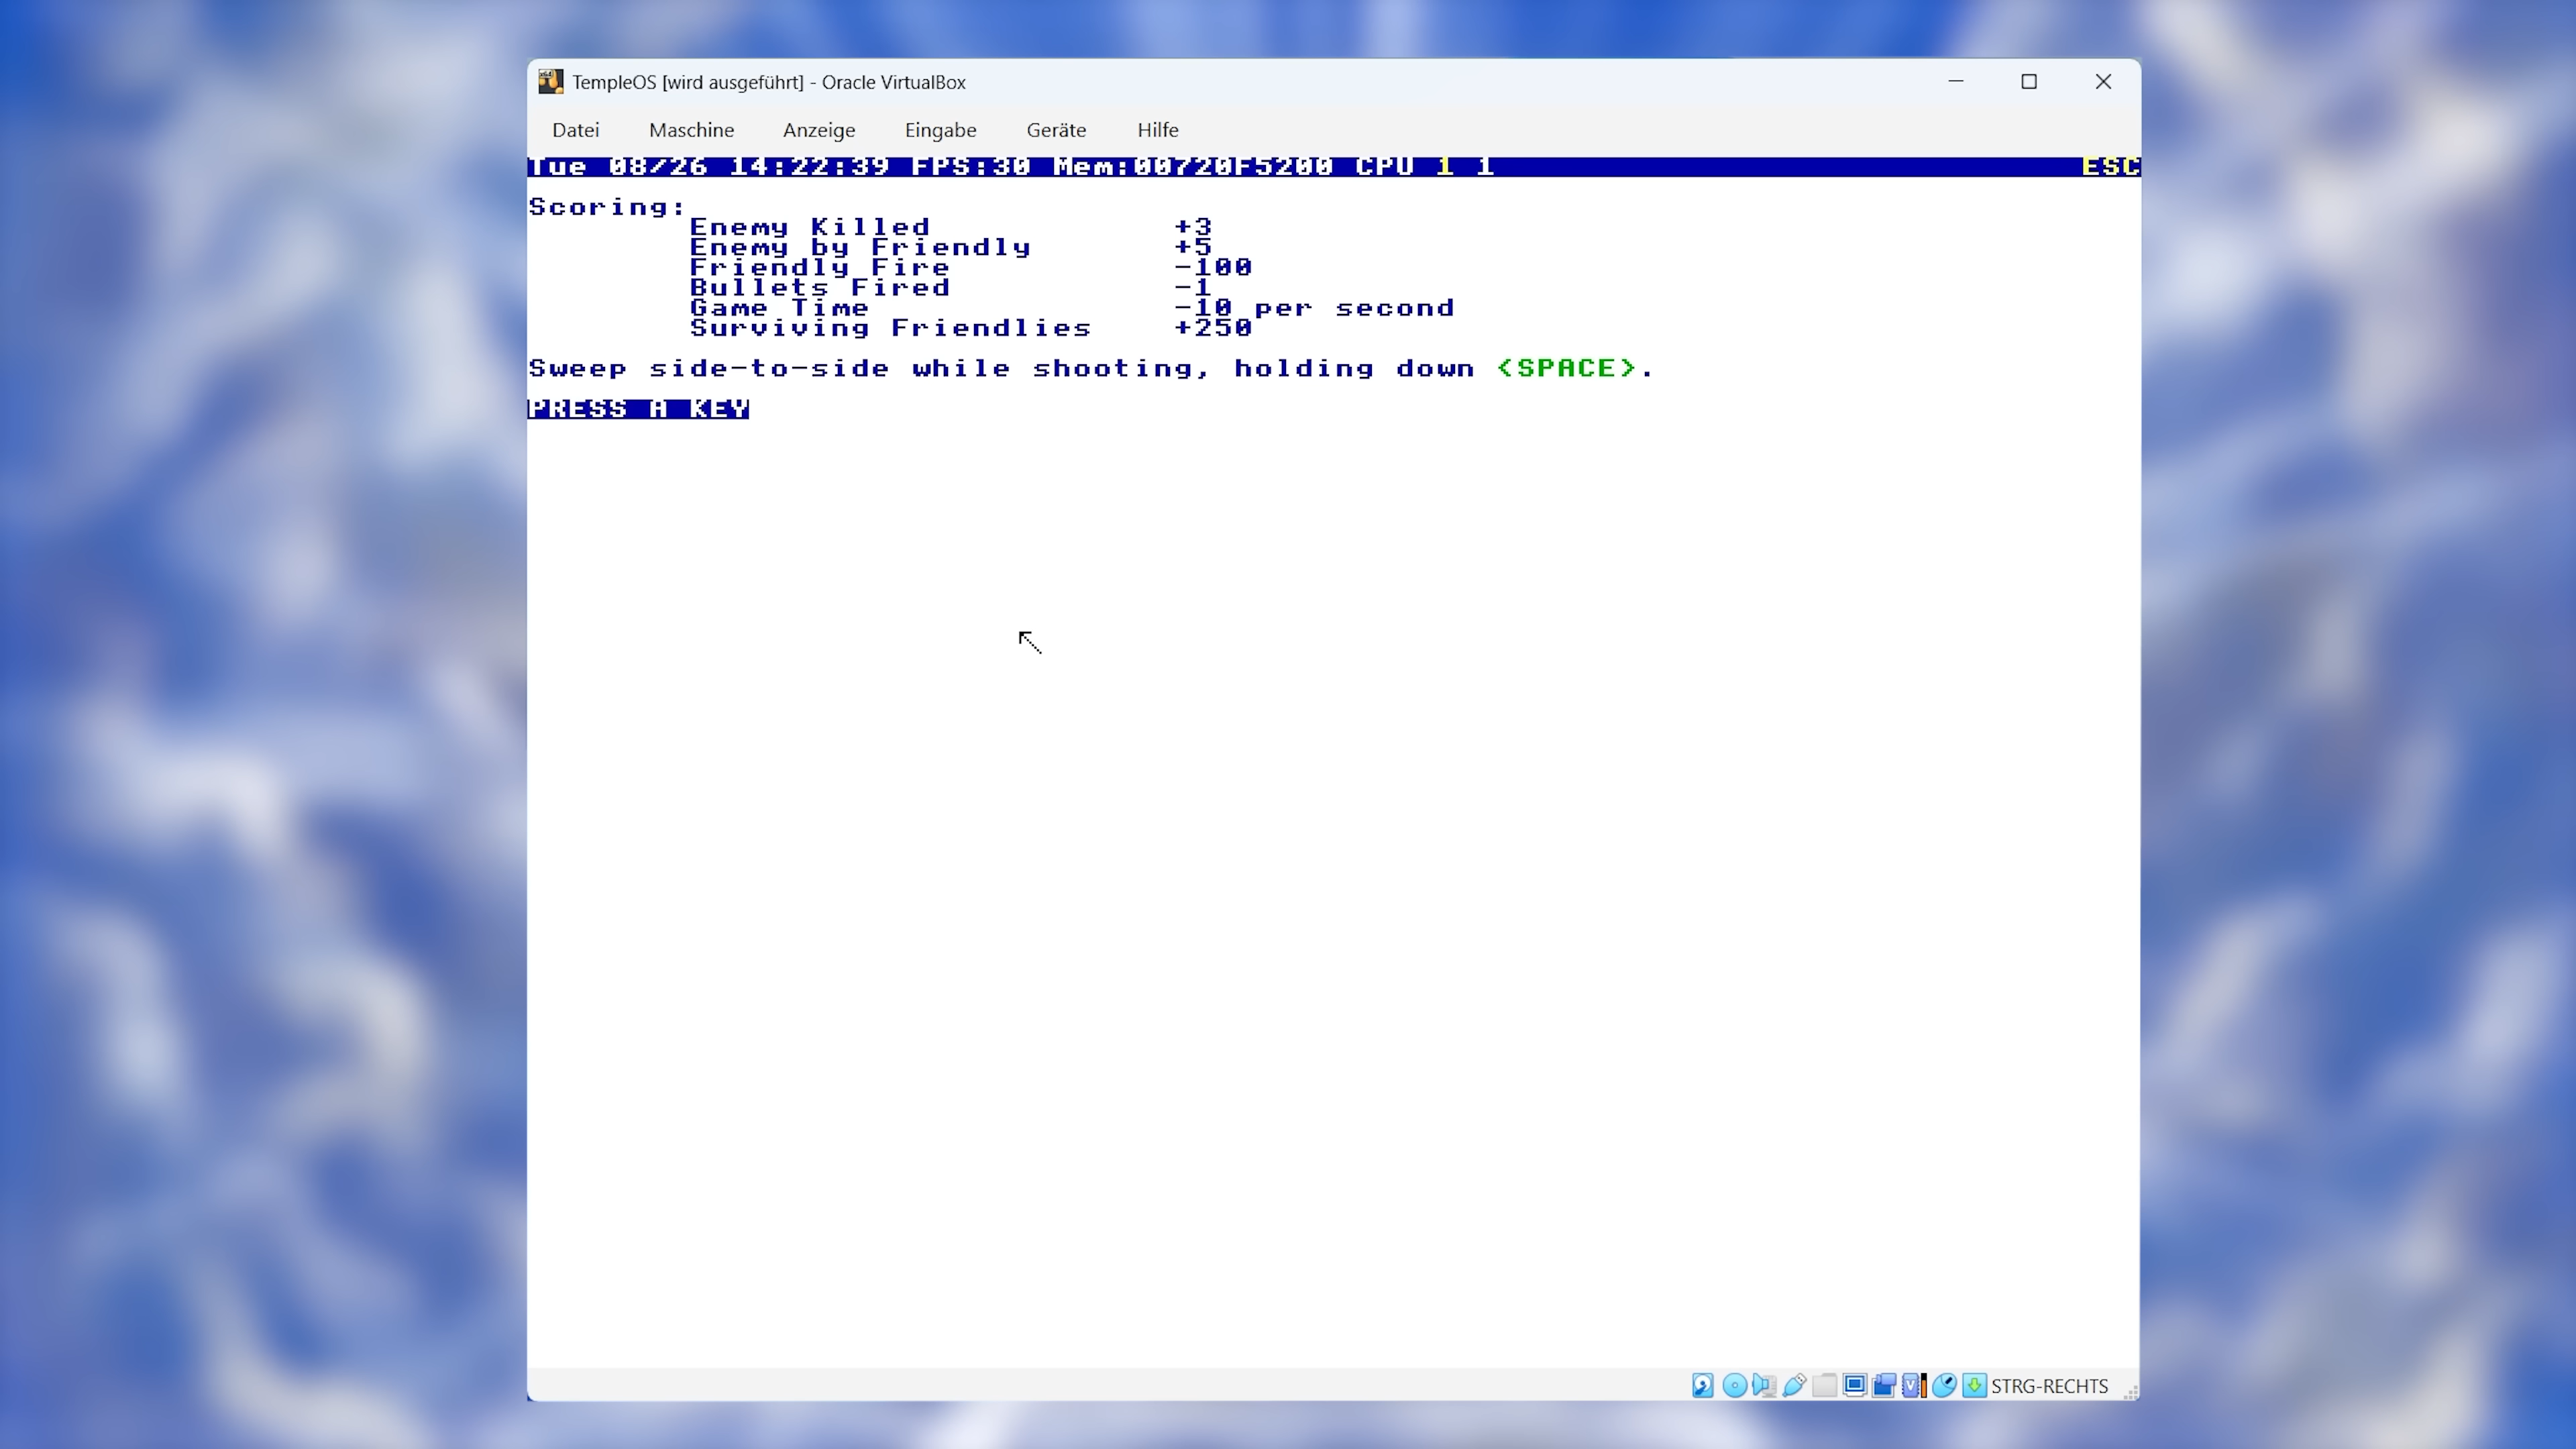 TempleOS [wird ausgeführt] - Oracle VirtualBox
Datei Maschine Anzeige Eingabe Geräte Hilfe
Tue 08/26 14:22:39 FPS:30 Mem:00720F5200 CPU 1 1 ESC
Scoring:
Enemy Killed +3
Enemy by Friendly +5
Friendly Fire -100
Bullets Fired -1
Game Time -10 per second
Surviving Friendlies +250
Sweep side-to-side while shooting, holding down <SPACE>.
PRESS A KEY
STRG-RECHTS